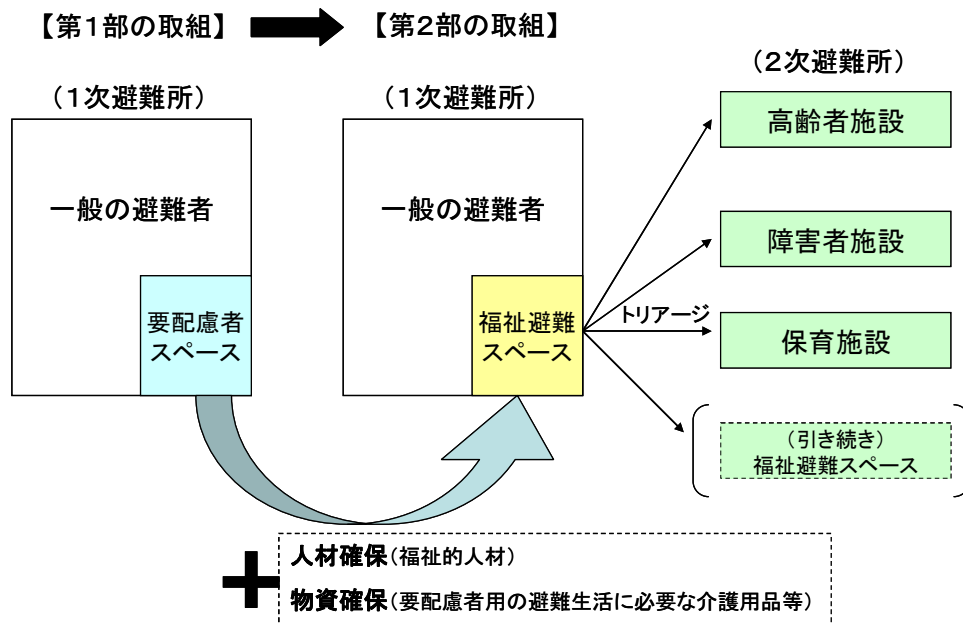 【第1部の取組】
【第2部の取組】
（1次避難所）
（1次避難所）
（2次避難所）
一般の避難者
要配慮者
スペース
一般の避難者
福祉避難
スペース
トリアージ
高齢者施設
障害者施設
保育施設
（引き続き）
福祉避難スペース
人材確保（福祉的人材）
物資確保（要配慮者用の避難生活に必要な介護用品等）